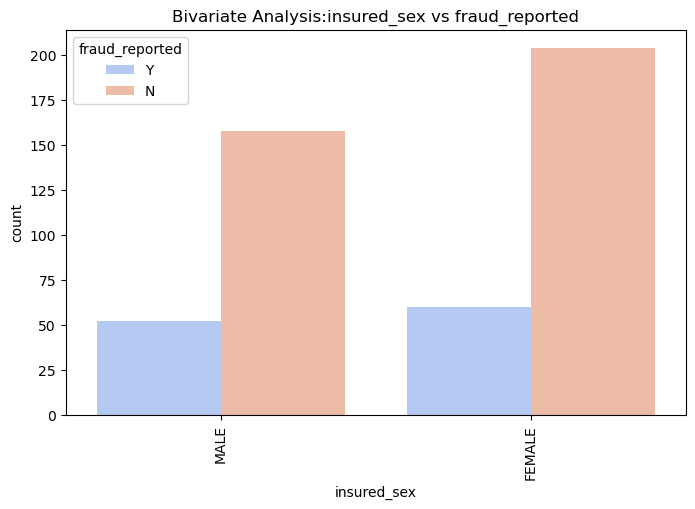 Bivariate Analysis:insured_sex vs fraud_reported
fraud_reported
Y
N
200
175
150
125
100
75
50
25
0
count
MALE
FEMALE
insured_sex